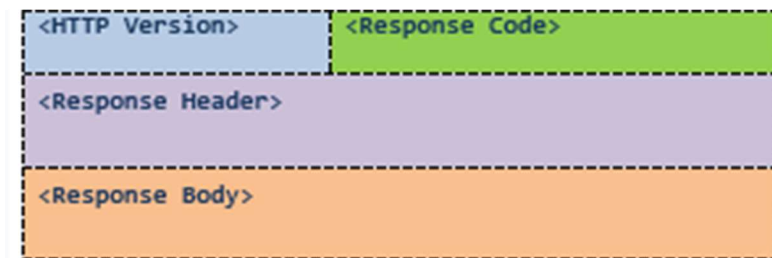 <HTTP Version> <Response Code>
<Response Header>
<Response Body>